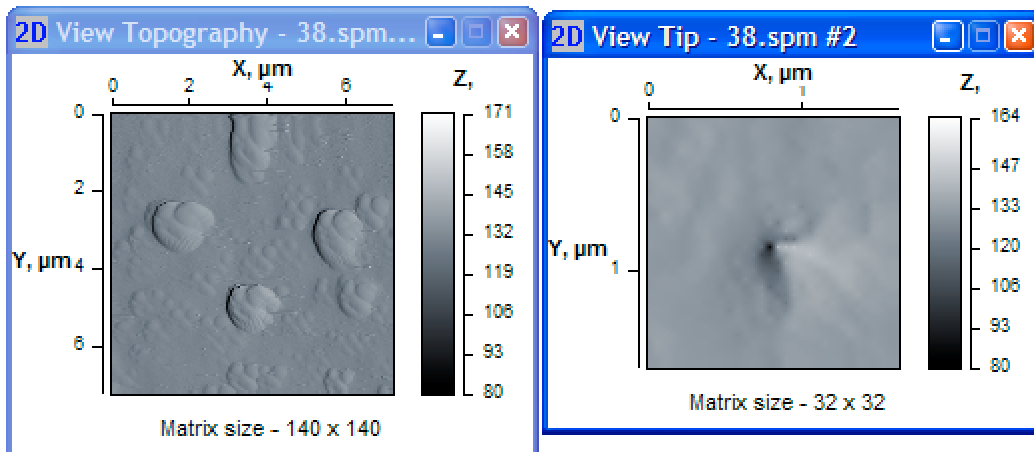 2D View Topography - 38.spm...
X, µm
0 2 4 6
Z,
0
2
Y, µm 4
6
171
158
145
132
119
106
93
80
Matrix size - 140 x 140
2D View Tip - 38.spm #2
X, µm
0 1
Z,
0
Y, µm 1
164
147
133
120
106
93
80
Matrix size - 32 x 32